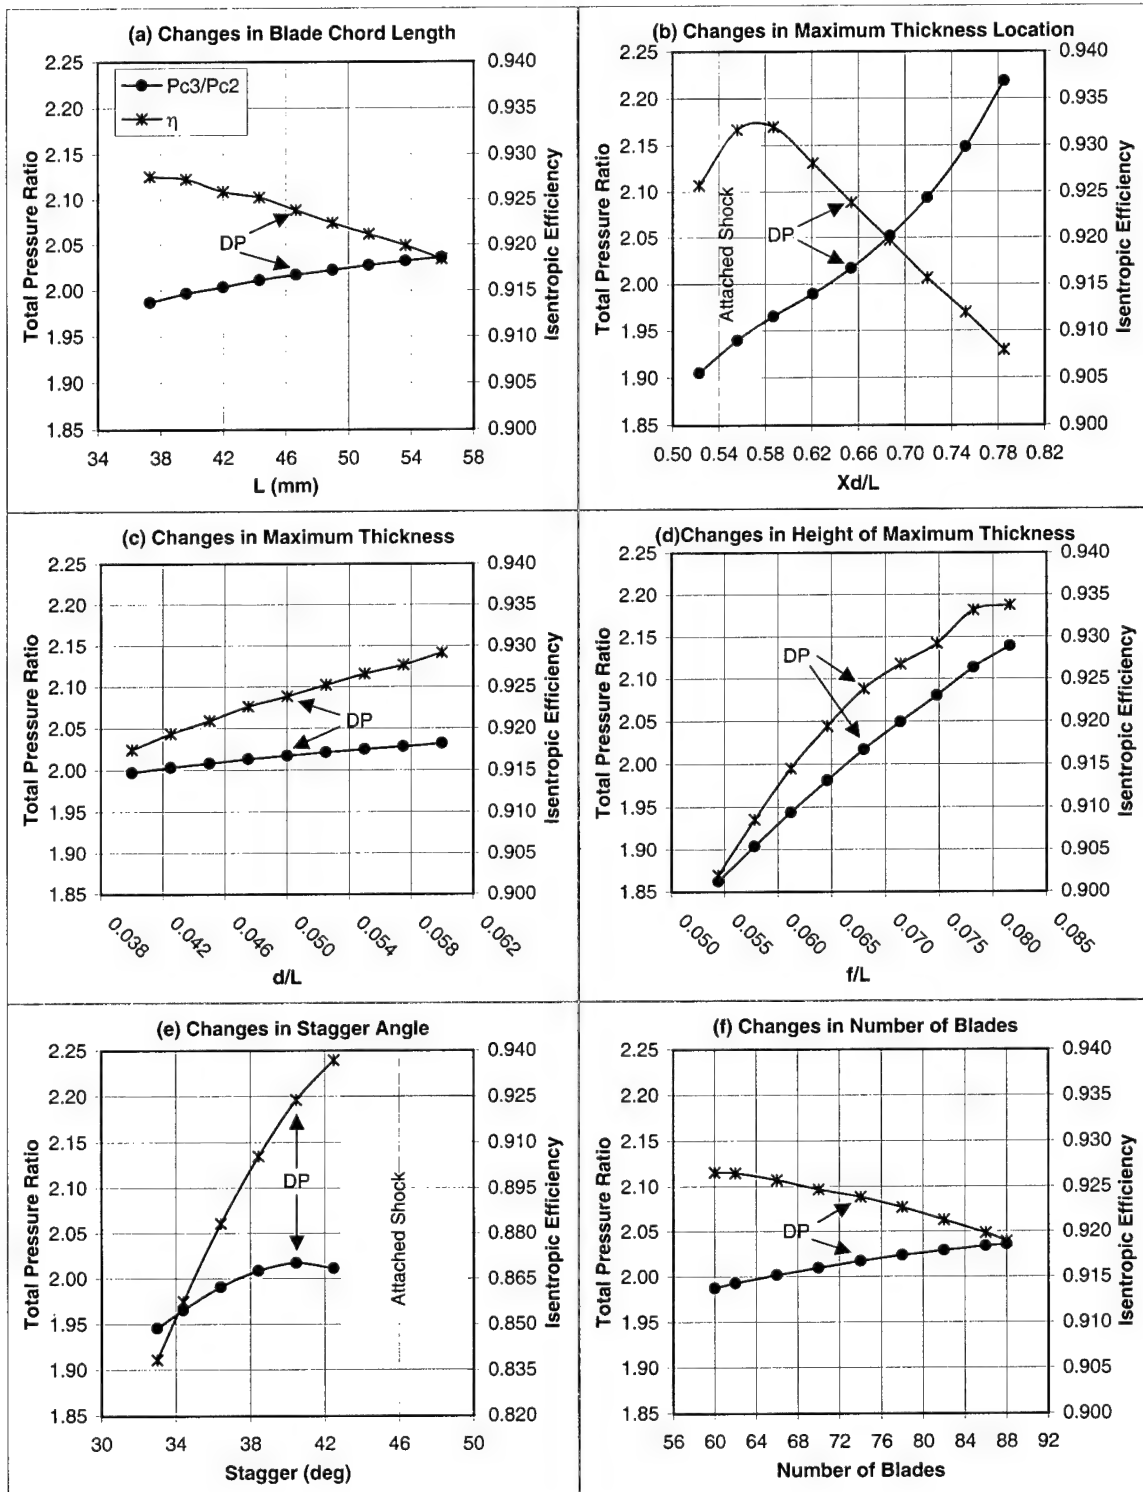 (a) Changes in Blade Chord Length
2.25
2.20
2.15
2.10
2.05
2.00
1.95
1.90
1.85
Total Pressure Ratio
Pc3/Pc2
η
DP
0.940
0.935
0.930
0.925
0.920
0.915
0.910
0.905
0.900
Isentropic Efficiency
34 38 42 46 50 54 58
L (mm)
(b) Changes in Maximum Thickness Location
2.25
2.20
2.15
2.10
2.05
2.00
1.95
1.90
1.85
Total Pressure Ratio
Attached Shock
DP
0.940
0.935
0.930
0.925
0.920
0.915
0.910
0.905
0.900
Isentropic Efficiency
0.50 0.54 0.58 0.62 0.66 0.70 0.74 0.78 0.82
Xd/L
(c) Changes in Maximum Thickness
2.25
2.20
2.15
2.10
2.05
2.00
1.95
1.90
1.85
Total Pressure Ratio
DP
0.940
0.935
0.930
0.925
0.920
0.915
0.910
0.905
0.900
Isentropic Efficiency
0.038 0.042 0.046 0.050 0.054 0.058 0.062
d/L
(d)Changes in Height of Maximum Thickness
2.25
2.20
2.15
2.10
2.05
2.00
1.95
1.90
1.85
Total Pressure Ratio
DP
0.940
0.935
0.930
0.925
0.920
0.915
0.910
0.905
0.900
Isentropic Efficiency
0.050 0.055 0.060 0.065 0.070 0.075 0.080 0.085
f/L
(e) Changes in Stagger Angle
2.25
2.20
2.15
2.10
2.05
2.00
1.95
1.90
1.85
Total Pressure Ratio
DP
Attached Shock
0.940
0.925
0.910
0.895
0.880
0.865
0.850
0.835
0.820
Isentropic Efficiency
30 34 38 42 46 50
Stagger (deg)
(f) Changes in Number of Blades
2.25
2.20
2.15
2.10
2.05
2.00
1.95
1.90
1.85
Total Pressure Ratio
DP
0.940
0.935
0.930
0.925
0.920
0.915
0.910
0.905
0.900
Isentropic Efficiency
56 60 64 68 72 76 80 84 88 92
Number of Blades